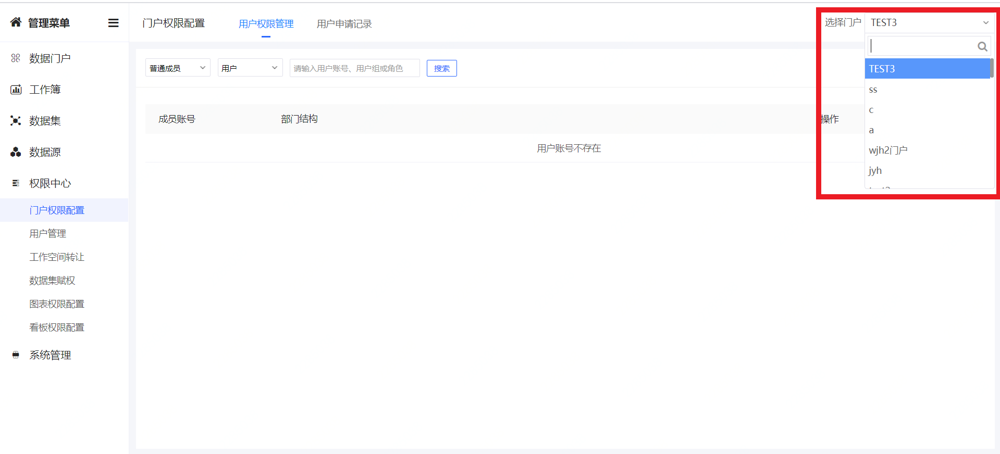 管理菜单
门户权限配置
用户权限管理
用户申请记录
选择门户
TEST3
数据门户
工作簿
数据集
数据源
权限中心
门户权限配置
用户管理
工作空间转让
数据集赋权
图表权限配置
看板权限配置
系统管理
普通成员
用户
请输入用户账号、用户组或角色
搜索
成员账号
部门结构
操作
用户账号不存在
TEST3
ss
c
a
wjh2门户
jyh